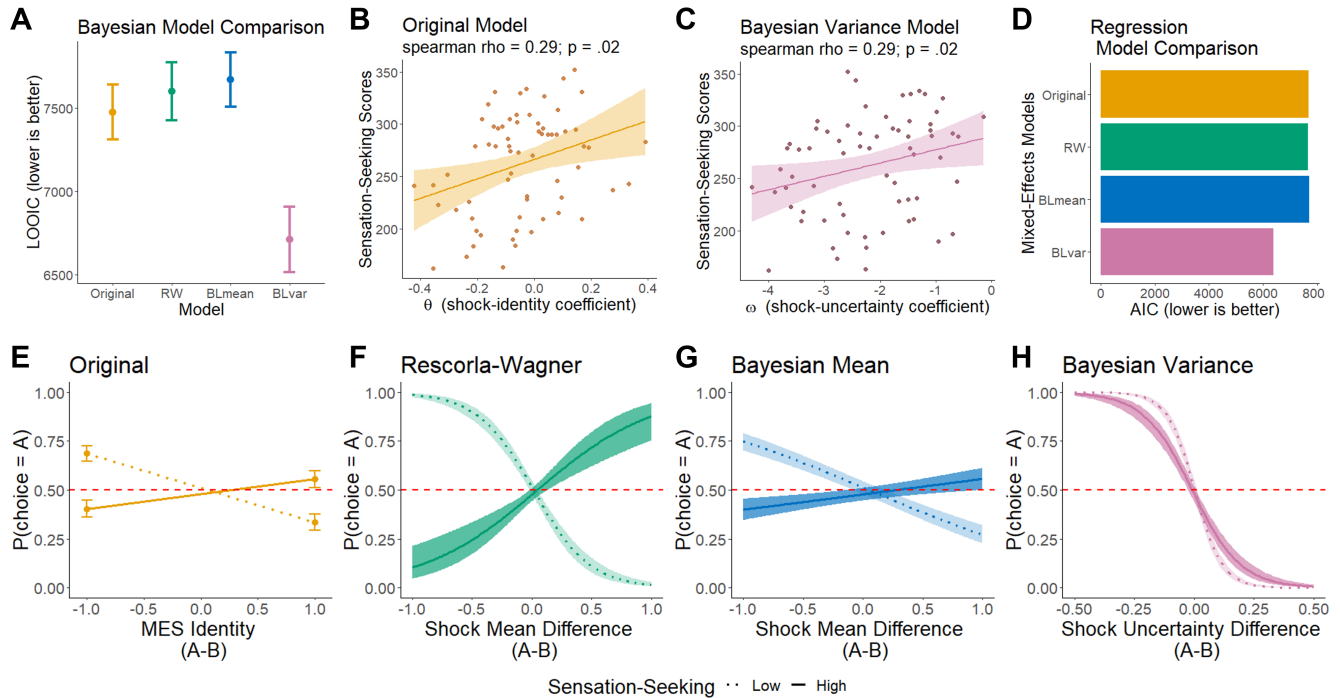 A
Bayesian Model Comparison
LOOIC (lower is better)
7500
7000
6500
Original
RW
BLmean
BLvar
Model
B
Original Model
spearman rho = 0.29; p = .02
Sensation-Seeking Scores
350
300
250
200
-0.4
-0.2
0.0
0.2
0.4
θ (shock-identity coefficient)
C
Bayesian Variance Model
spearman rho = 0.29; p = .02
Sensation-Seeking Scores
350
300
250
200
-4
-3
-2
-1
0
ω (shock-uncertainty coefficient)
D
Regression
Model Comparison
Mixed-Effects Models
Original
RW
BLmean
BLvar
0
2000
4000
6000
7 80
AIC (lower is better)
E
Original
P(choice = A)
1.00
0.75
0.50
0.25
0.00
-1.0
-0.5
0.0
0.5
1.0
MES Identity
(A-B)
F
Rescorla-Wagner
P(choice = A)
1.00
0.75
0.50
0.25
0.00
-1.0
-0.5
0.0
0.5
1.0
Shock Mean Difference
(A-B)
G
Bayesian Mean
P(choice = A)
1.00
0.75
0.50
0.25
0.00
-1.0
-0.5
0.0
0.5
1.0
Shock Mean Difference
(A-B)
H
Bayesian Variance
P(choice = A)
1.00
0.75
0.50
0.25
0.00
-0.50
-0.25
0.00
0.25
0.50
Shock Uncertainty Difference
(A-B)
Sensation-Seeking Low High